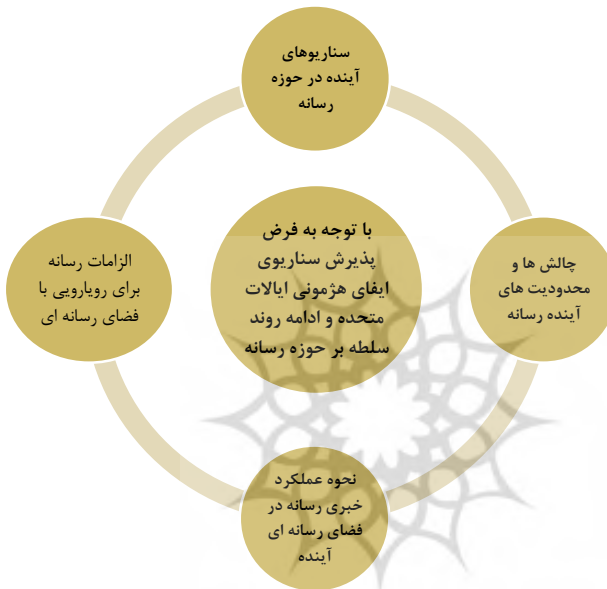 سناریوهای
آینده در حوزه
رسانه
با توجه به فرض
پذیرش سناریوی
ایفای هژمونی ایالات
متحده و ادامه روند
سلطه بر حوزه رسانه
چالش ها و
محدودیت های
آینده رسانه
نحوه عملکرد
خبری رسانه در
فضای رسانه ای
آینده
الزامات رسانه
برای رویارویی با
فضای رسانه ای